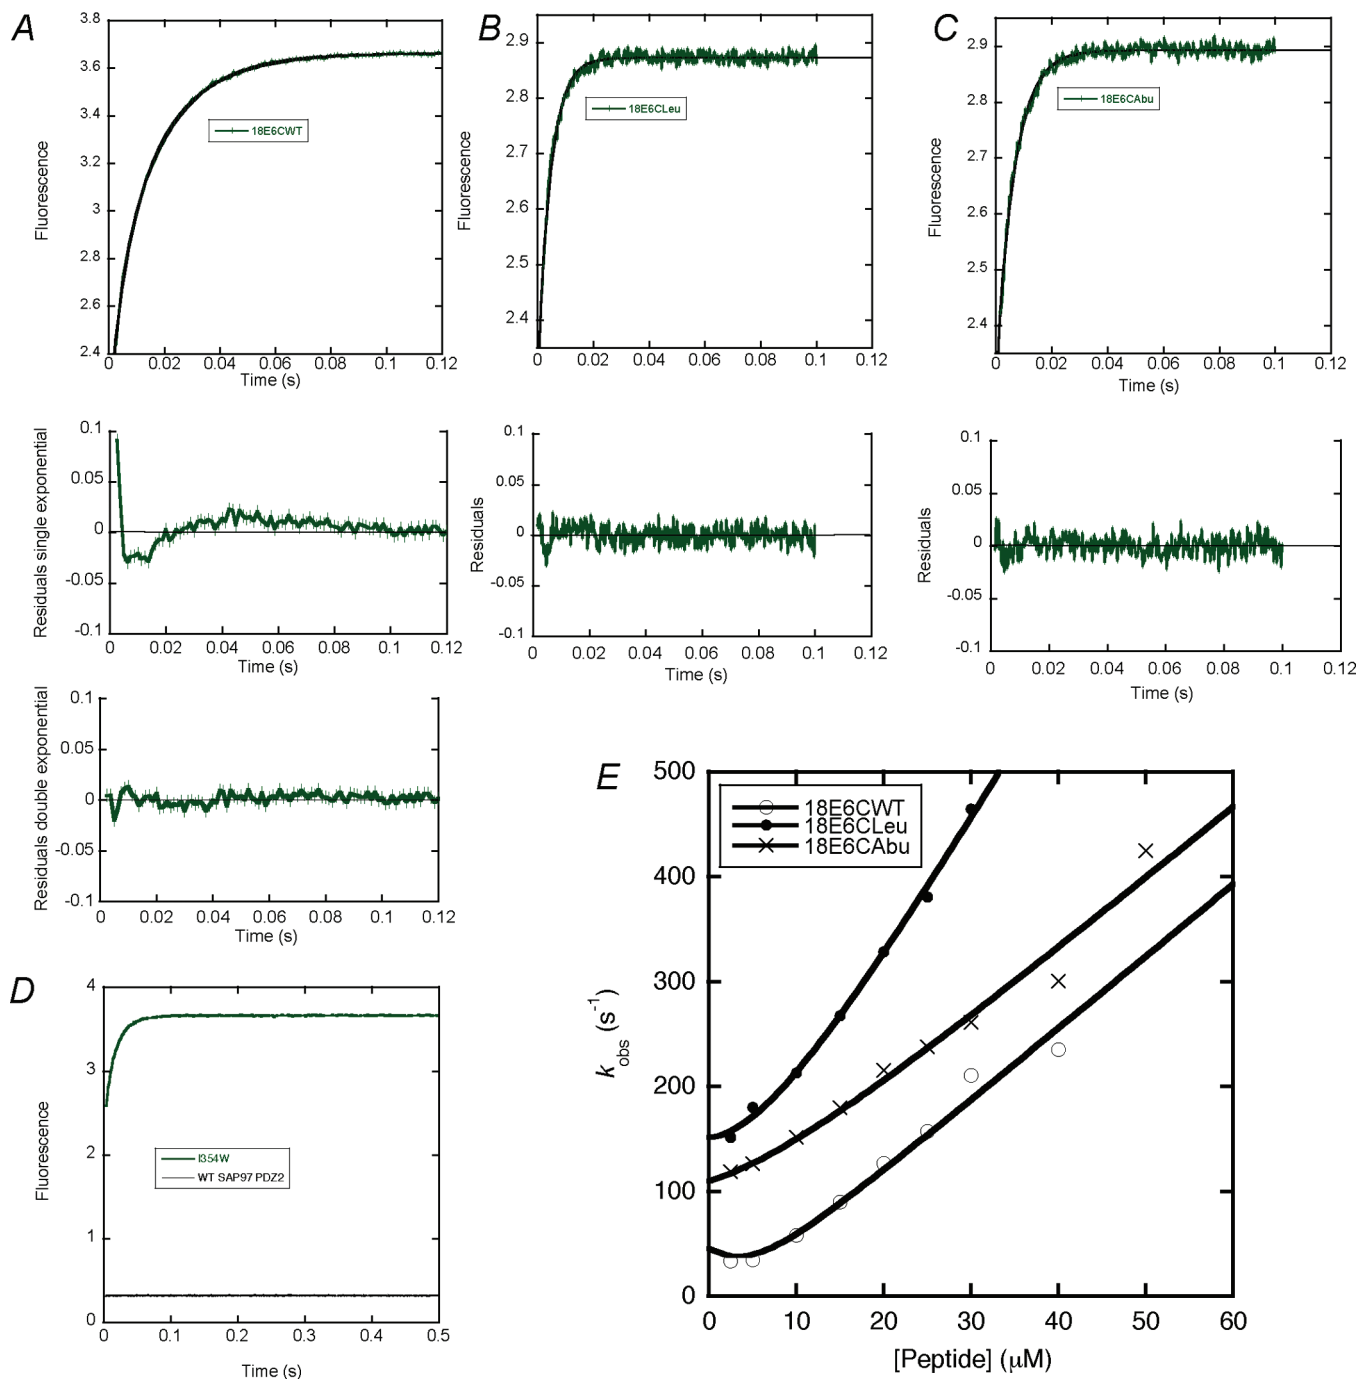 A
3.8
3.6
3.4
3.2
3
2.8
2.6
2.4
Fluorescence
18E6CWT
0 0.02 0.04 0.06 0.08 0.1 0.12
Time (s)
B
2.9
2.8
2.7
2.6
2.5
2.4
Fluorescence
18E6CLeu
0 0.02 0.04 0.06 0.08 0.1 0.12
Time (s)
C
2.9
2.8
2.7
2.6
2.5
2.4
Fluorescence
18E6CAbu
0 0.02 0.04 0.06 0.08 0.1 0.12
Time (s)
0.1
0.05
0
-0.05
-0.1
Residuals single exponential
0 0.02 0.04 0.06 0.08 0.1 0.12
Time (s)
0.1
0.05
0
-0.05
-0.1
Residuals
0 0.02 0.04 0.06 0.08 0.1 0.12
Time (s)
0.1
0.05
0
-0.05
-0.1
Residuals
0 0.02 0.04 0.06 0.08 0.1 0.12
Time (s)
0.1
0.05
0
-0.05
-0.1
Residuals double exponential
0 0.02 0.04 0.06 0.08 0.1 0.12
Time (s)
D
4
3
2
1
0
Fluorescence
I354W
WT SAP97 PDZ2
0 0.1 0.2 0.3 0.4 0.5
Time (s)
E
500
400
300
200
100
0
k obs (s-1)
18E6CWT
18E6CLeu
18E6CAbu
0 10 20 30 40 50 60
[Peptide] (μM)